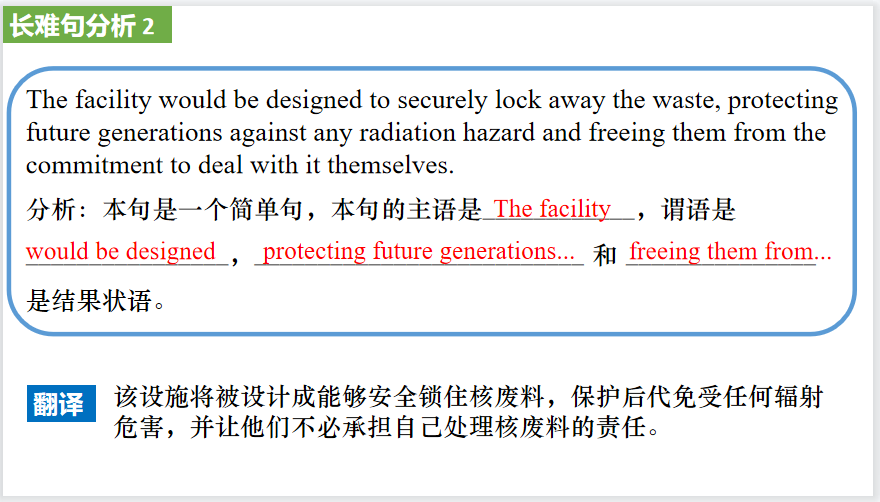 长难句分析 2
The facility would be designed to securely lock away the waste, protecting
future generations against any radiation hazard and freeing them from the
commitment to deal with it themselves.
分析：本句是一个简单句，本句的主语是 The facility ，谓语是
would be designed ， protecting future generations... 和 freeing them from...
是结果状语。
翻译 该设施将被设计成能够安全锁住核废料，保护后代免受任何辐射
危害，并让他们不必承担自己处理核废料的责任。